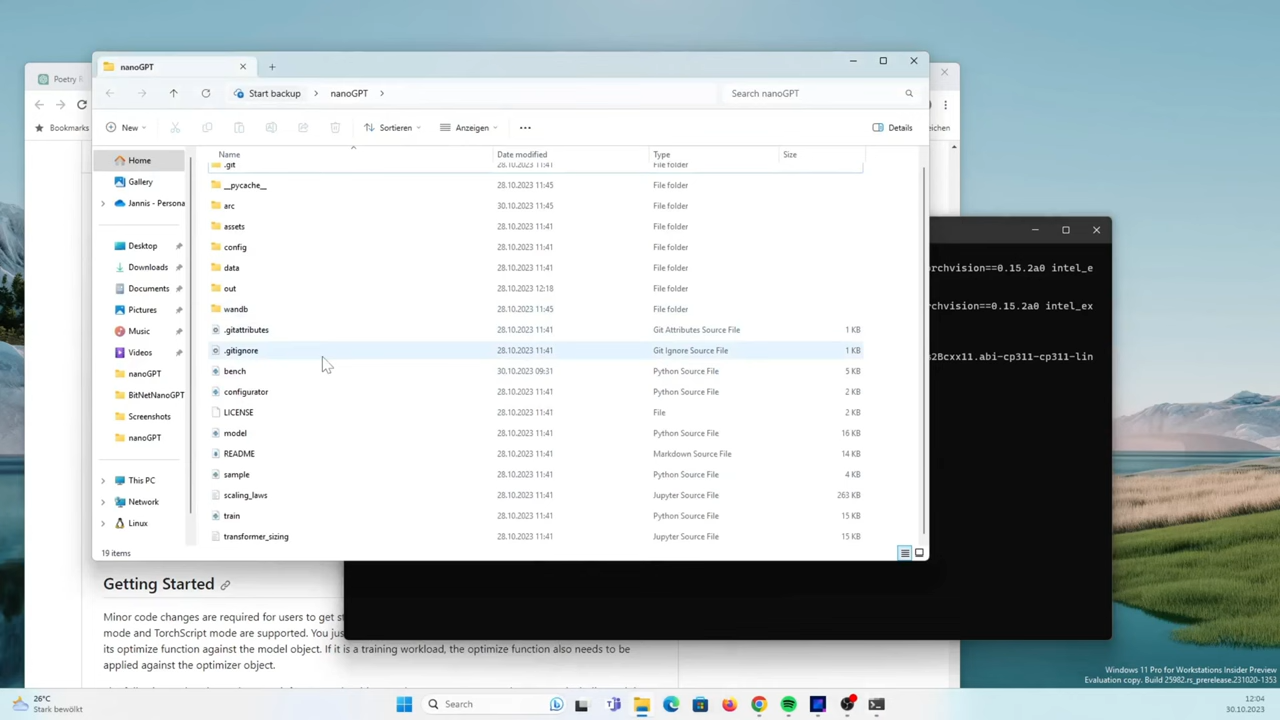 Poetry
nanoGPT
Start backup
nanoGPT
Search nanoGPT
Bookmarks
New
Sortieren
Anzeigen
Details
Name
Date modified
Type
Size
.git 28.10.2023 11:41 File folder
__pycache__ 28.10.2023 11:45 File folder
arc 30.10.2023 11:45 File folder
assets 28.10.2023 11:41 File folder
config 28.10.2023 11:41 File folder
data 28.10.2023 11:41 File folder
out 28.10.2023 12:18 File folder
wandb 28.10.2023 11:45 File folder
.gitattributes 28.10.2023 11:41 Git Attributes Source File 1 KB
.gitignore 28.10.2023 11:41 Git Ignore Source File 1 KB
bench 30.10.2023 09:31 Python Source File 5 KB
configurator 28.10.2023 11:41 Python Source File 2 KB
LICENSE 28.10.2023 11:41 File 2 KB
model 28.10.2023 11:41 Python Source File 16 KB
README 28.10.2023 11:41 Markdown Source File 14 KB
sample 28.10.2023 11:41 Python Source File 4 KB
scaling_laws 28.10.2023 11:41 Jupyter Source File 263 KB
train 28.10.2023 11:41 Python Source File 15 KB
transformer_sizing 28.10.2023 11:41 Jupyter Source File 15 KB
Home
Gallery
Jannis - Persona
Desktop
Downloads
Documents
Pictures
Music
Videos
nanoGPT
BitNetNanoGPT
Screenshots
nanoGPT
This PC
Network
Linux
19 items
rchvision==0.15.2a0 intel_e
rchvision==0.15.2a0 intel_ex
2Bcxx11.abi-cp311-cp311-lin
Getting Started
Minor code changes are required for users to get st
mode and TorchScript mode are supported. You jus
its optimize function against the model object. If it is a training workload, the optimize function also needs to be
applied against the optimizer object.
Windows 11 Pro for Workstations Insider Preview
Evaluation copy. Build 25982.rs_prerelease.231020-1353
26°C
Stark bewölkt
Search
12:04
30.10.2023